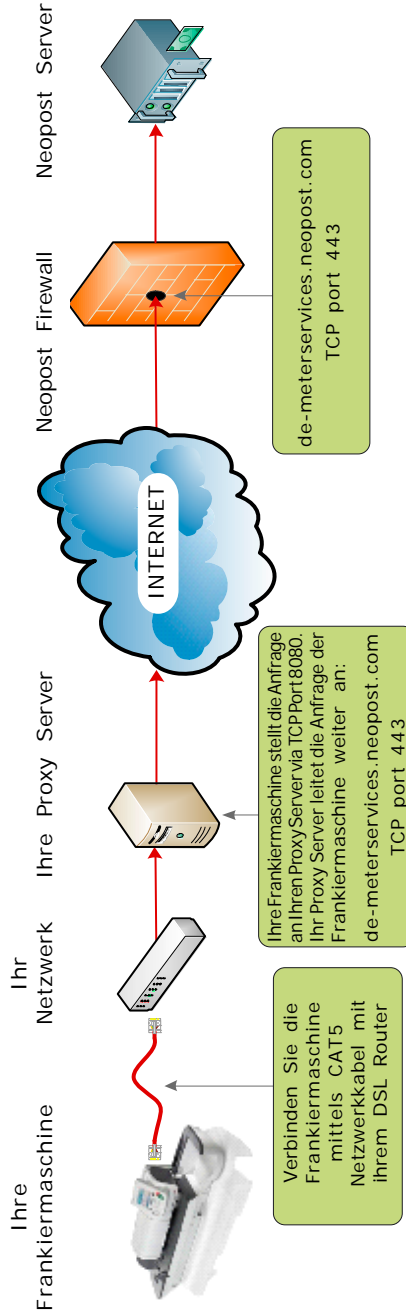 Ihre
Frankiermaschine
Ihr
Netzwerk
Ihre Proxy Server
INTERNET
Neopost Firewall
Neopost Server
Verbinden Sie die
Frankiermaschine
mittels CAT5
Netzwerkkabel mit
ihrem DSL Router
Ihre Frankiermaschine stellt die Anfrage
an Ihren Proxy Server via TCP Port 8080.
Ihr Proxy Server leitet die Anfrage der
Frankiermaschine weiter an:
de-meterservices.neopost.com
TCP port 443
de-meterservices.neopost.com
TCP port 443